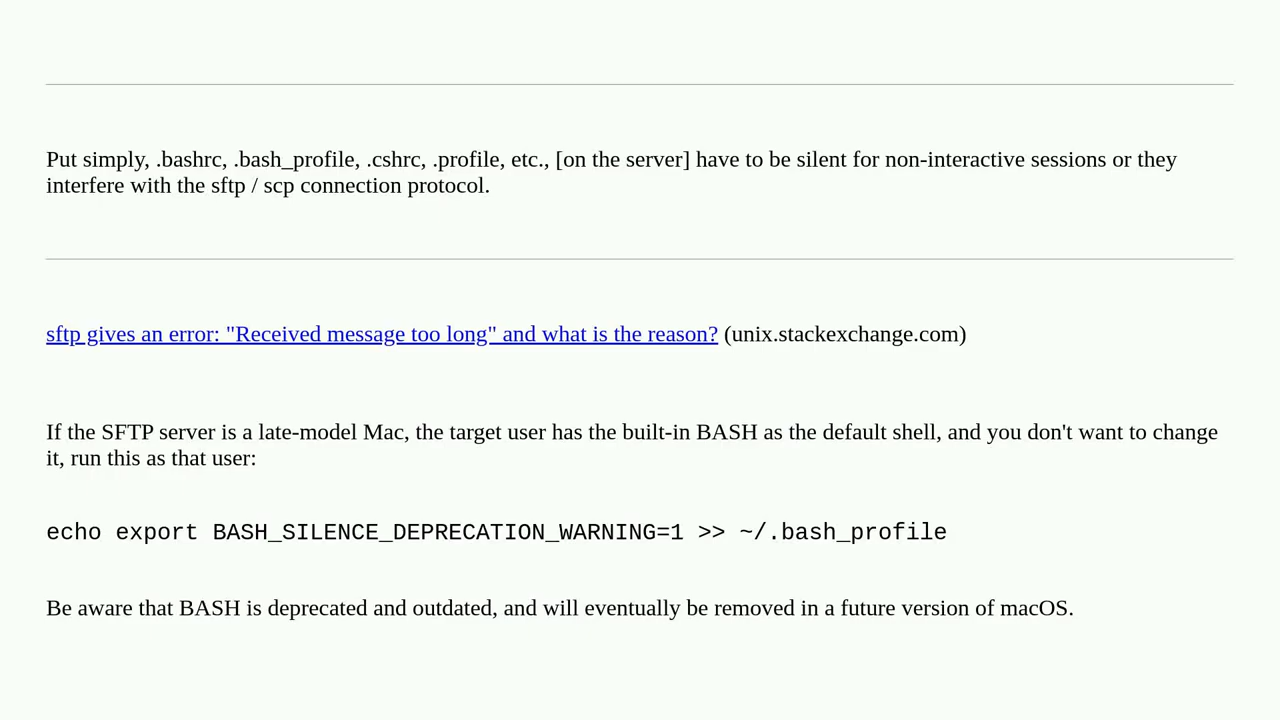 Put simply, .bashrc, .bash_profile, .cshrc, .profile, etc., [on the server] have to be silent for non-interactive sessions or they
interfere with the sftp / scp connection protocol.
sftp gives an error: "Received message too long" and what is the reason? (unix.stackexchange.com)
If the SFTP server is a late-model Mac, the target user has the built-in BASH as the default shell, and you don't want to change
it, run this as that user:
echo export BASH_SILENCE_DEPRECATION_WARNING=1 >> ~/.bash_profile
Be aware that BASH is deprecated and outdated, and will eventually be removed in a future version of macOS.